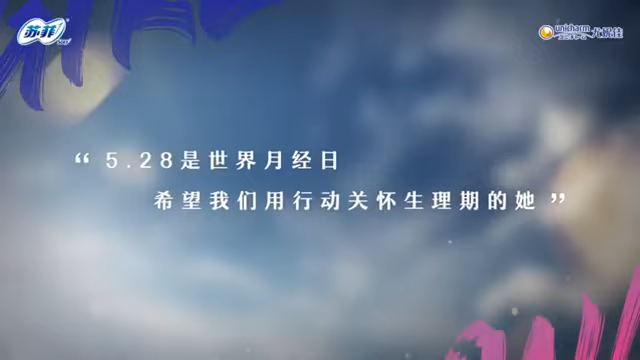 苏菲
Sofy
unicharm
尤妮佳
“ 5.28是世界月经日
希望我们用行动关怀生理期的她 ”